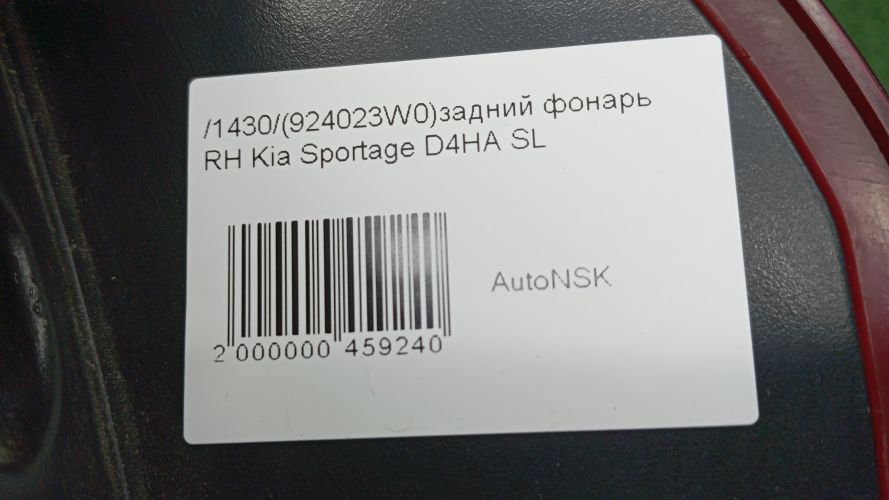 /1430/(924023W0)задний фонарь
RH Kia Sportage D4HA SL
AutoNSK
2 000000 459240